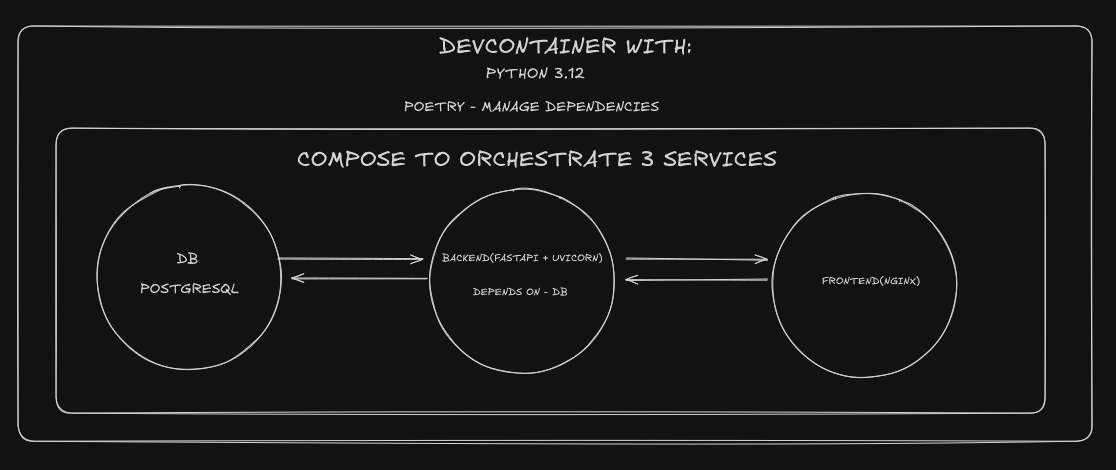 DEVCONTAINER WITH:
PYTHON 3.12
POETRY - MANAGE DEPENDENCIES
COMPOSE TO ORCHESTRATE 3 SERVICES
DB
POSTGRESQL
BACKEND(FASTAPI + UVICORN)
DEPENDS ON - DB
FRONTEND(NGINX)